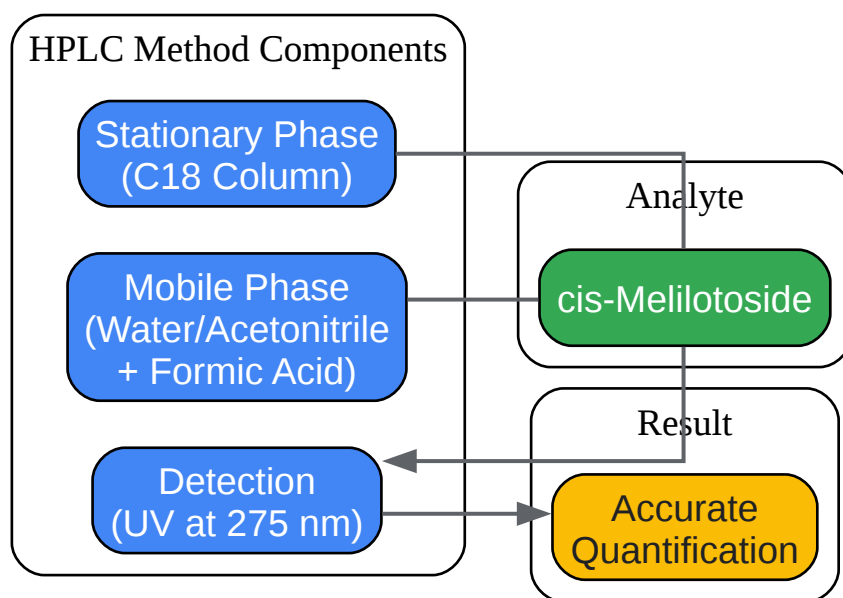 HPLC Method Components
Stationary Phase
(C18 Column)
Mobile Phase
(Water/Acetonitrile
+ Formic Acid)
Detection
(UV at 275 nm)
Analyte
cis-Melilotoside
Result
Accurate
Quantification